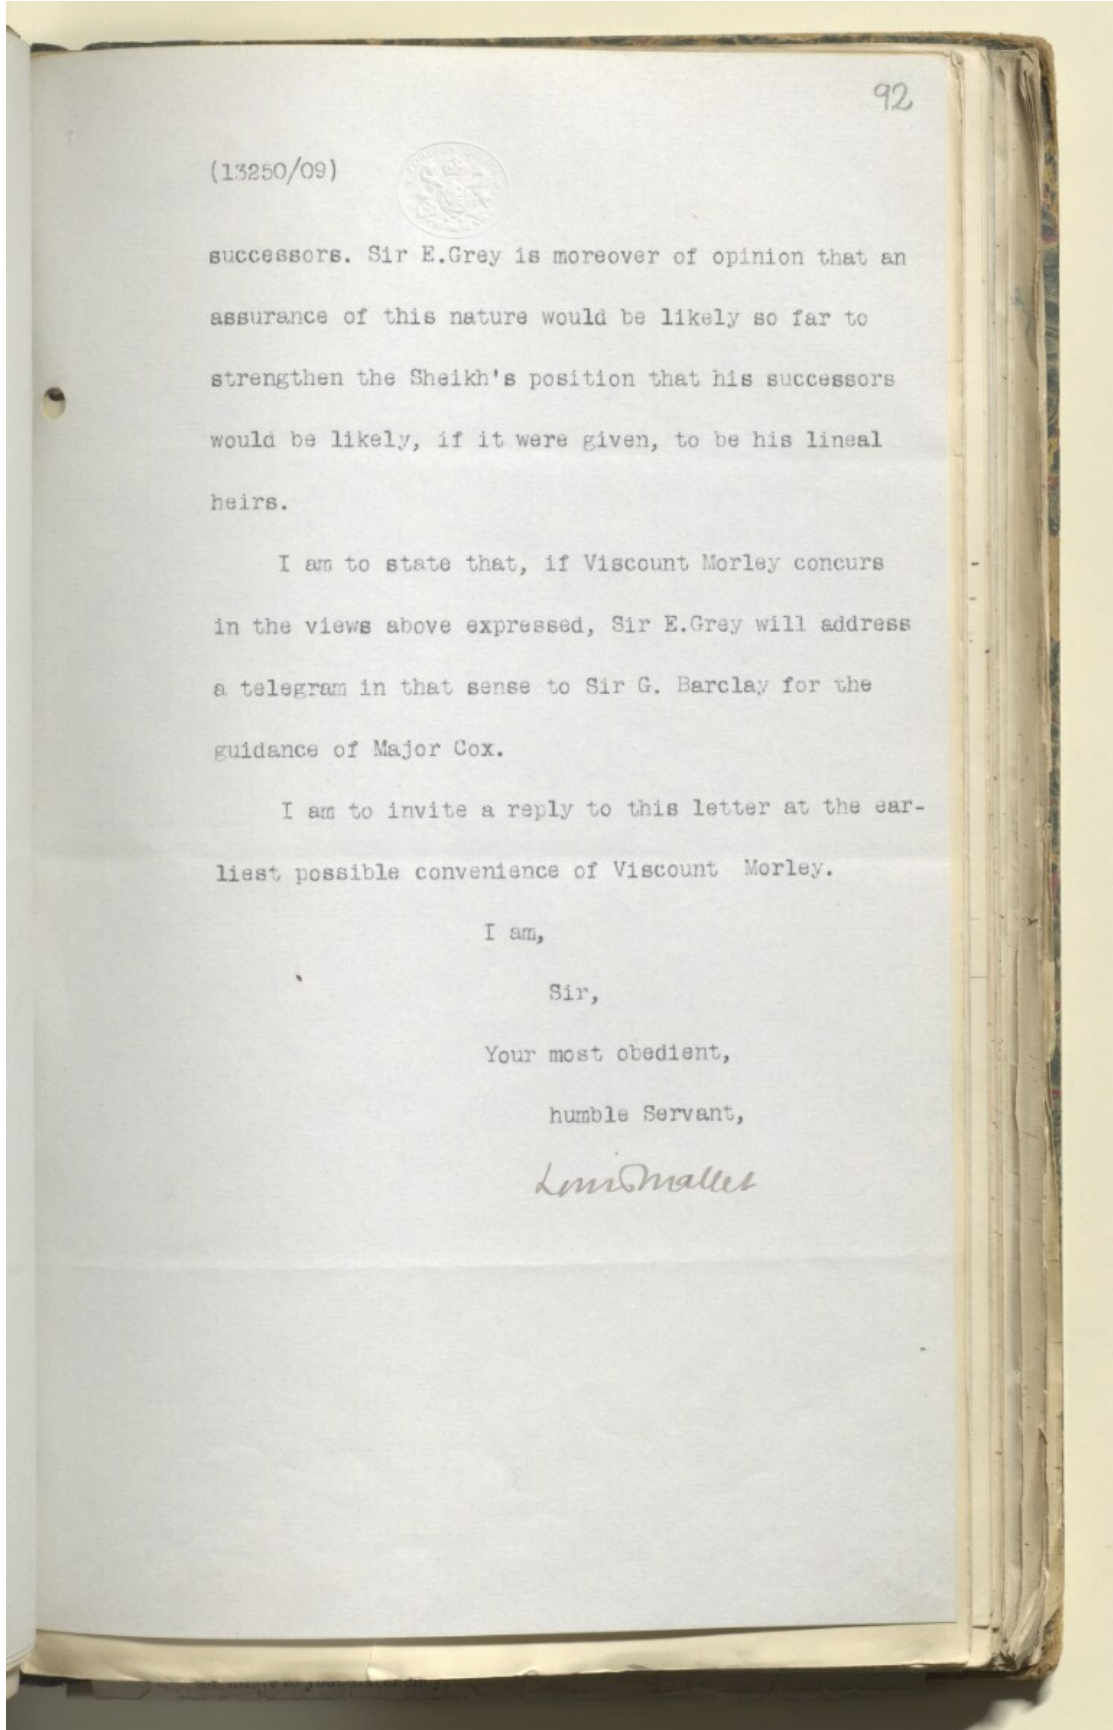 92
(13250/09)
successors. Sir E.Grey is moreover of opinion that an
assurance of this nature would be likely so far to
strengthen the Sheikh's position that his successors
would be likely, if it were given, to be his lineal
heirs.
I am to state that, if Viscount Morley concurs
in the views above expressed, Sir E.Grey will address
a telegram in that sense to Sir G. Barclay for the
guidance of Major Cox.
I am to invite a reply to this letter at the ear-
liest possible convenience of Viscount Morley.
I am,
Sir,
Your most obedient,
humble Servant,
Louis Mallet